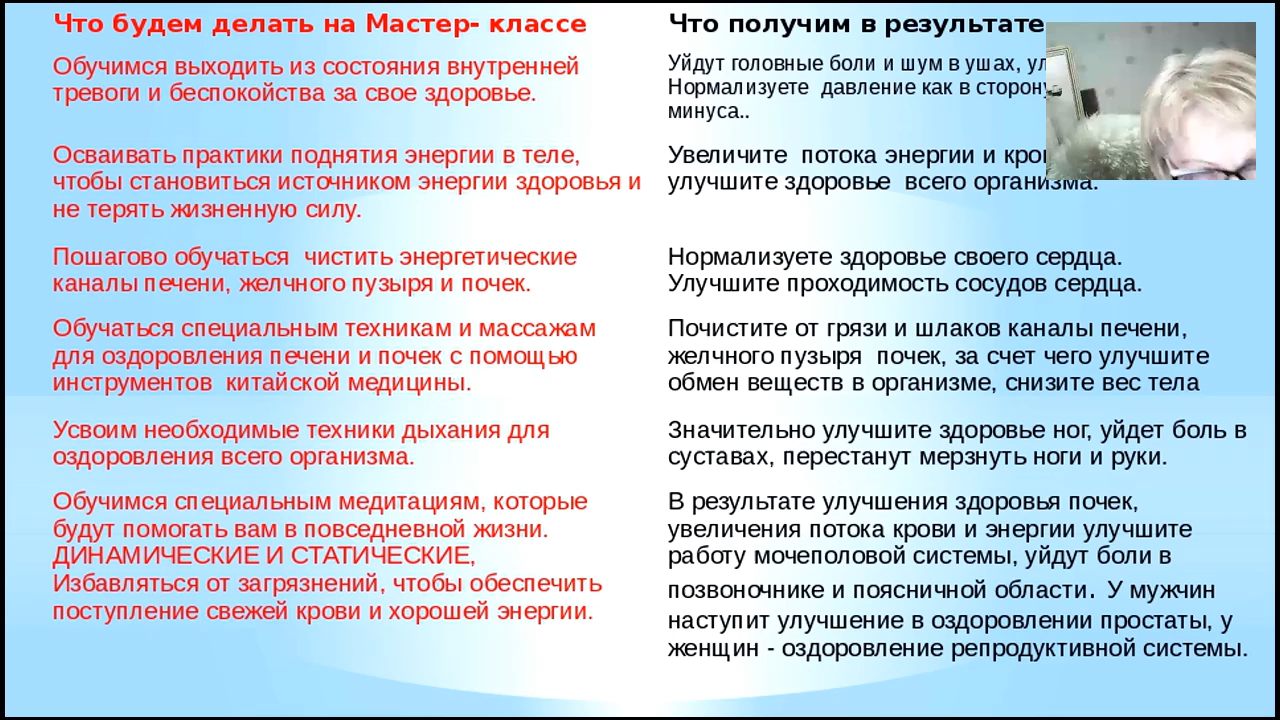 Что будем делать на Мастер- классе
Обучимся выходить из состояния внутренней
тревоги и беспокойства за свое здоровье.
Осваивать практики поднятия энергии в теле,
чтобы становиться источником энергии здоровья и
не терять жизненную силу.
Пошагово обучаться  чистить энергетические
каналы печени, желчного пузыря и почек.
Обучаться специальным техникам и массажам
для оздоровления печени и почек с помощью
инструментов  китайской медицины.
Усвоим необходимые техники дыхания для
оздоровления всего организма.
Обучимся специальным медитациям, которые
будут помогать вам в повседневной жизни.
ДИНАМИЧЕСКИЕ И СТАТИЧЕСКИЕ,
Избавляться от загрязнений, чтобы обеспечить
поступление свежей крови и хорошей энергии.
Что получим в результате
Уйдут головные боли и шум в ушах,
Нормализуете  давление как в сторону
минуса..
Увеличите  потока энергии и
улучшите здоровье  всего организма.
Нормализуете здоровье своего сердца.
Улучшите проходимость сосудов сердца.
Почистите от грязи и шлаков каналы печени,
желчного пузыря  почек, за счет чего улучшите
обмен веществ в организме, снизите вес тела
Значительно улучшите здоровье ног, уйдет боль в
суставах, перестанут мерзнуть ноги и руки.
В результате улучшения здоровья почек,
увеличения потока крови и энергии улучшите
работу мочеполовой системы, уйдут боли в
позвоночнике и поясничной области. У мужчин
наступит улучшение в оздоровлении простаты, у
женщин - оздоровление репродуктивной системы.